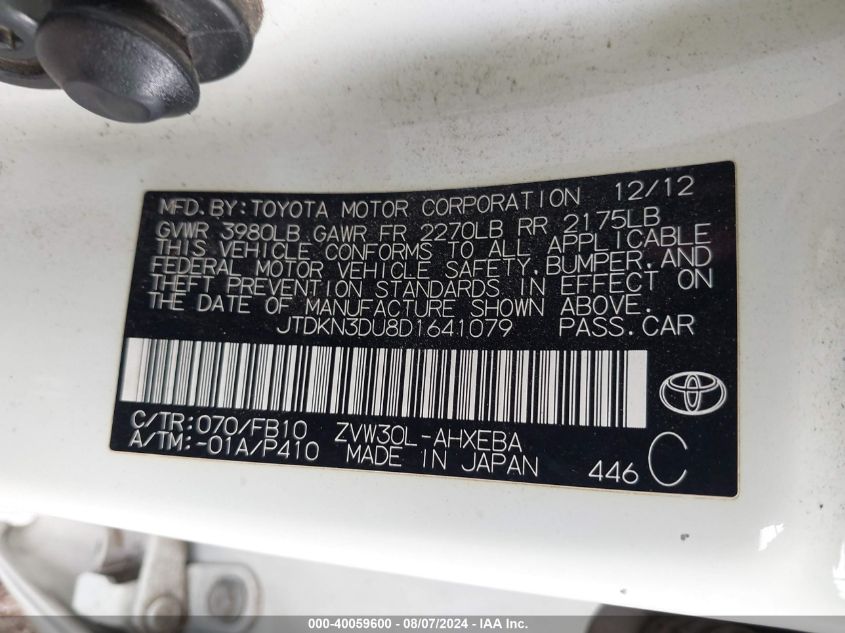 MFD. BY: TOYOTA MOTOR CORPORATION 12/12
GVWR 3980LB GAWR FR 2270LB RR 2175LB
THIS VEHICLE CONFORMS TO ALL APPLICABLE
FEDERAL MOTOR VEHICLE SAFETY, BUMPER, AND
THEFT PREVENTION STANDARDS IN EFFECT ON
THE DATE OF MANUFACTURE SHOWN ABOVE.
JTDKN3DU8D1641079 PASS. CAR
C/TR: 070/FB10 ZVW30L-AHXEBA
A/TM: -01A/P410 MADE IN JAPAN 446 C
000-40059600 - 08/07/2024 - IAA Inc.